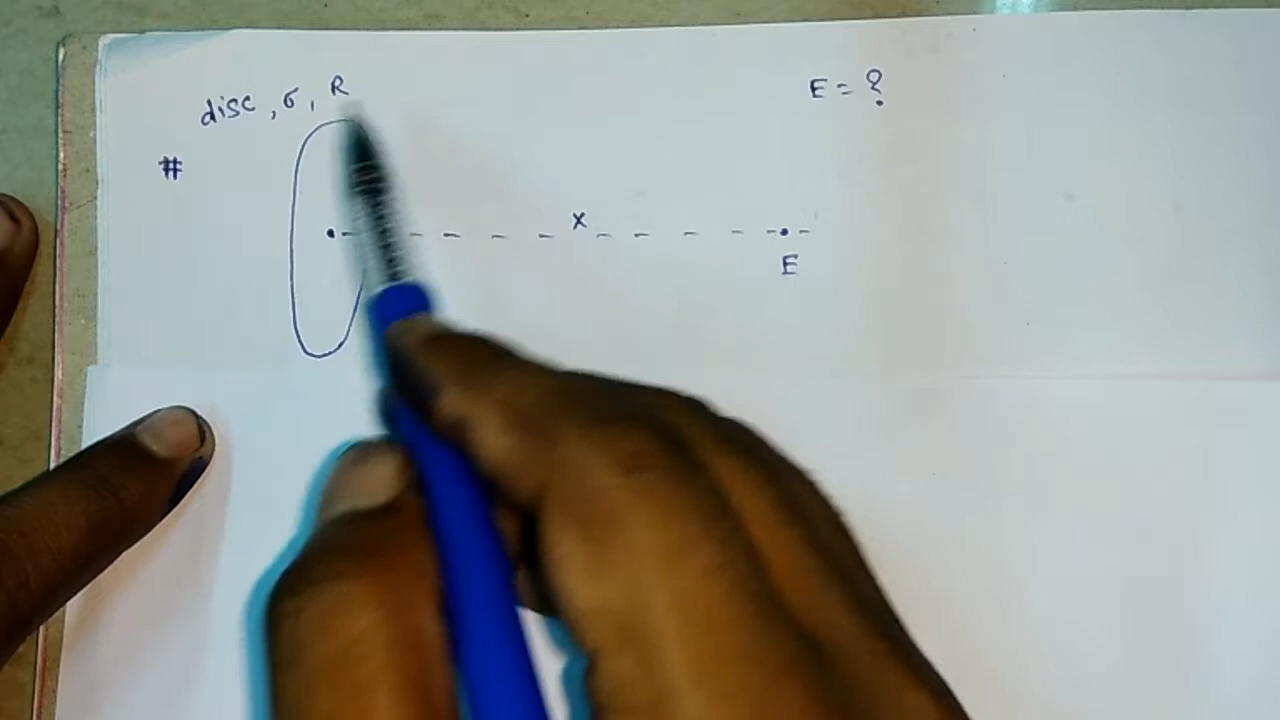 disc, σ, R
E = ?
#
x
E